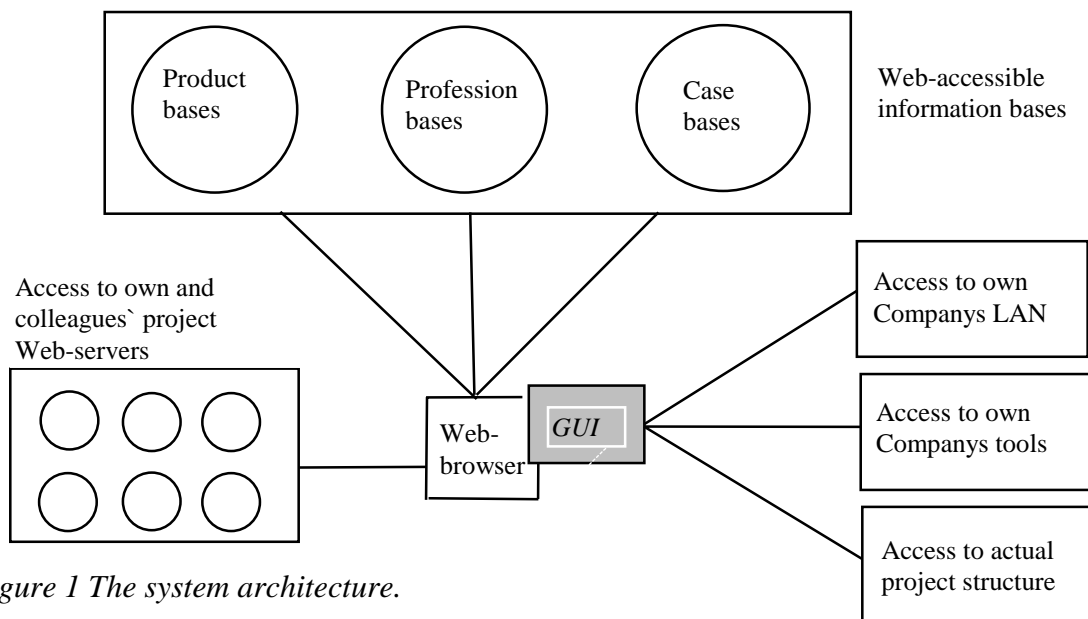 Product
bases
Profession
bases
Case
bases
Web-accessible
information bases
Access to own and
colleagues` project
Web-servers
Web-
browser
GUI
Access to own
Companys LAN
Access to own
Companys tools
Access to actual
project structure
gure 1 The system architecture.